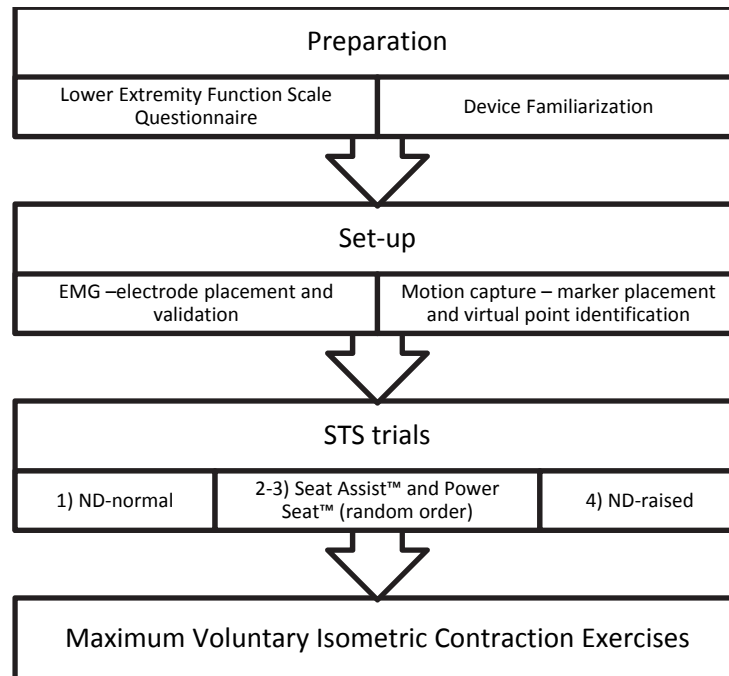 Preparation
Lower Extremity Function Scale
Questionnaire
Device Familiarization
Set-up
EMG –electrode placement and
validation
Motion capture – marker placement
and virtual point identification
STS trials
1) ND-normal
2-3) Seat Assist™ and Power
Seat™ (random order)
4) ND-raised
Maximum Voluntary Isometric Contraction Exercises